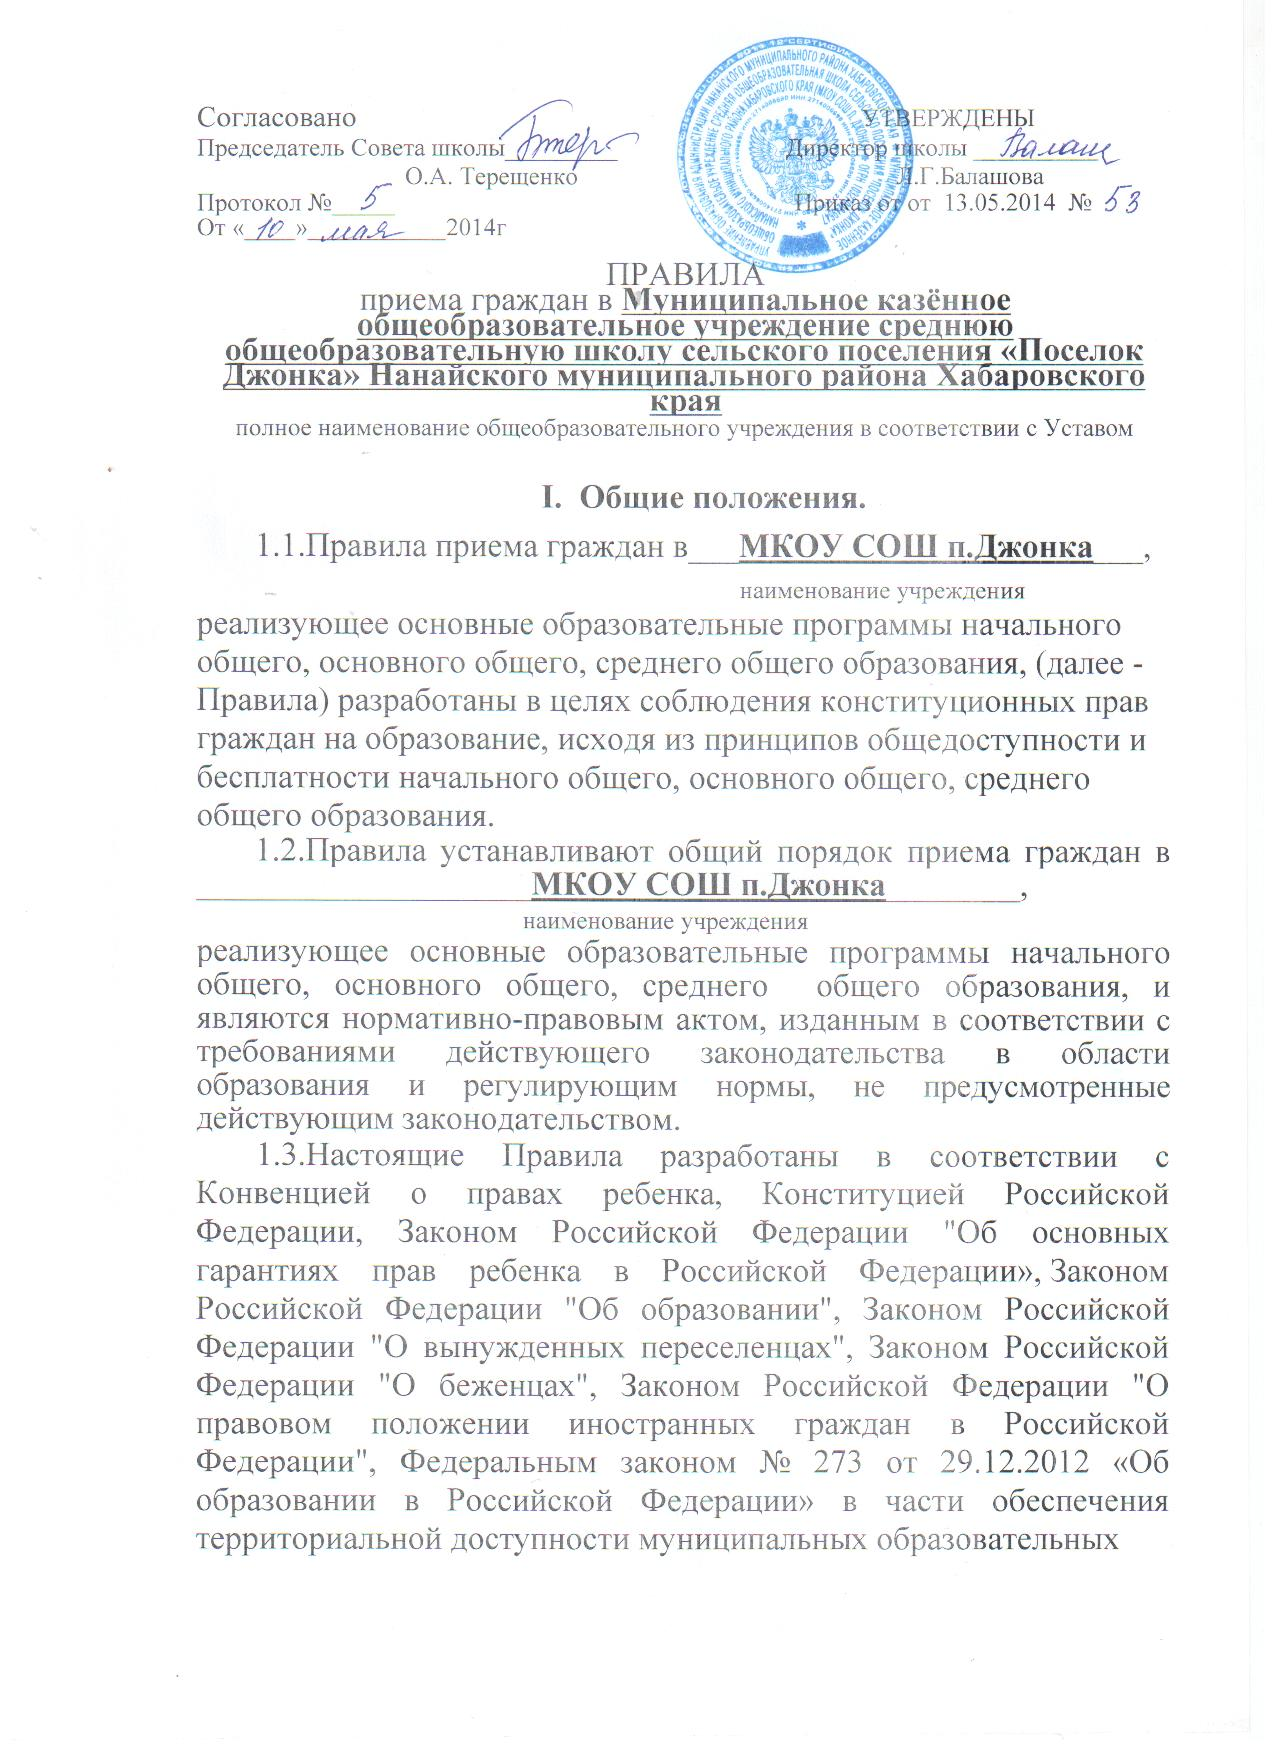 Согласовано УТВЕРЖДЕНЫ
Председатель Совета школы_________ Директор школы __________
О.А. Терещенко Л.Г.Балашова
Протокол № 5 Приказ от от 13.05.2014 № 53
От « 10 » мая 2014г
ПРАВИЛА
приема граждан в Муниципальное казённое
общеобразовательное учреждение среднюю
общеобразовательную школу сельского поселения «Поселок
Джонка» Нанайского муниципального района Хабаровского
края
полное наименование общеобразовательного учреждения в соответствии с Уставом
I. Общие положения.
1.1.Правила приема граждан в___МКОУ СОШ п.Джонка___,
наименование учреждения
реализующее основные образовательные программы начального
общего, основного общего, среднего общего образования, (далее -
Правила) разработаны в целях соблюдения конституционных прав
граждан на образование, исходя из принципов общедоступности и
бесплатности начального общего, основного общего, среднего
общего образования.
1.2.Правила устанавливают общий порядок приема граждан в
____________________МКОУ СОШ п.Джонка________,
наименование учреждения
реализующее основные образовательные программы начального
общего, основного общего, среднего общего образования, и
являются нормативно-правовым актом, изданным в соответствии с
требованиями действующего законодательства в области
образования и регулирующим нормы, не предусмотренные
действующим законодательством.
1.3.Настоящие Правила разработаны в соответствии с
Конвенцией о правах ребенка, Конституцией Российской
Федерации, Законом Российской Федерации "Об основных
гарантиях прав ребенка в Российской Федерации», Законом
Российской Федерации "Об образовании", Законом Российской
Федерации "О вынужденных переселенцах", Законом Российской
Федерации "О беженцах", Законом Российской Федерации "О
правовом положении иностранных граждан в Российской
Федерации", Федеральным законом № 273 от 29.12.2012 «Об
образовании в Российской Федерации» в части обеспечения
территориальной доступности муниципальных образовательных